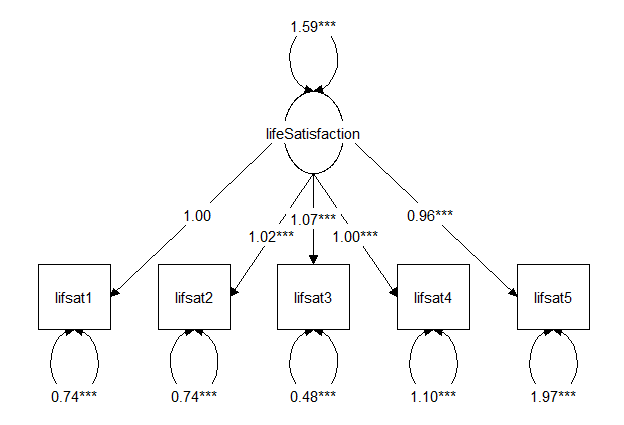 1.59***
lifeSatisfaction
1.00
1.02***
1.07***
1.00***
0.96***
lifsat1
lifsat2
lifsat3
lifsat4
lifsat5
0.74***
0.74***
0.48***
1.10***
1.97***